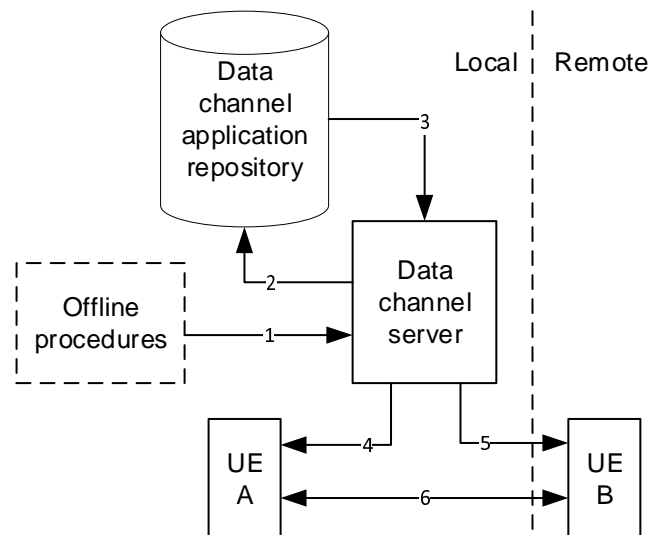 Data
channel
application
repository
Local
Remote
3
Data
channel
server
2
Offline
procedures
1
4
5
UE
A
6
UE
B